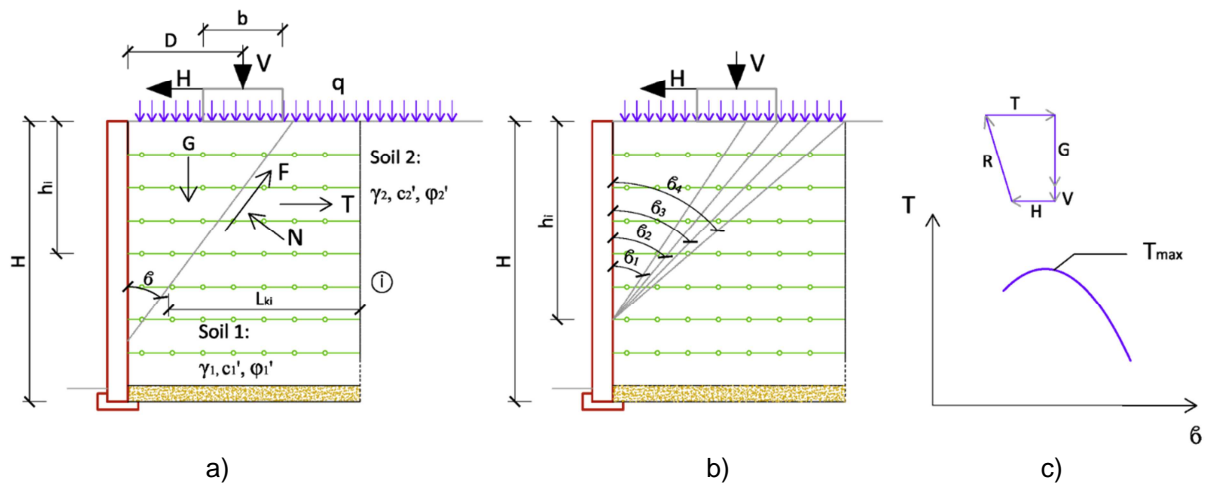 b
D
V
H
q
G
F
Soil 2:
γ₂, c₂', φ₂'
T
N
hᵢ
H
ϐ
Lₖᵢ
i
Soil 1:
γ₁, c₁', φ₁'
a)
V
H
hᵢ
H
ϐ₄
ϐ₃
ϐ₂
ϐ₁
b)
T
R
G
V
H
T
Tmax
ϐ
c)